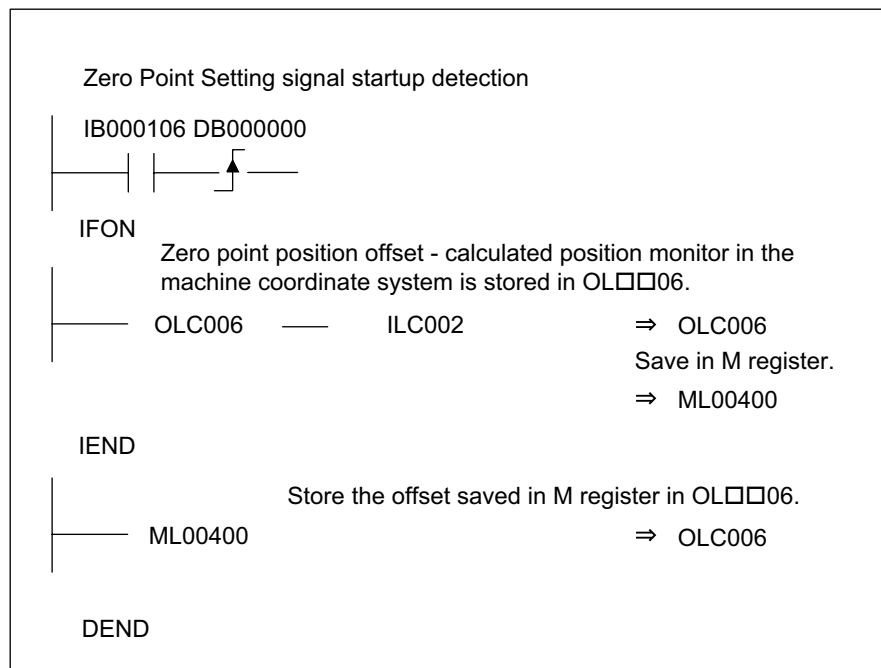 Zero Point Setting signal startup detection
IB000106 DB000000
IFON
Zero point position offset - calculated position monitor in the
machine coordinate system is stored in OL□□06.
OLC006 — ILC002 ⇒ OLC006
Save in M register.
⇒ ML00400
IEND
Store the offset saved in M register in OL□□06.
ML00400 ⇒ OLC006
DEND